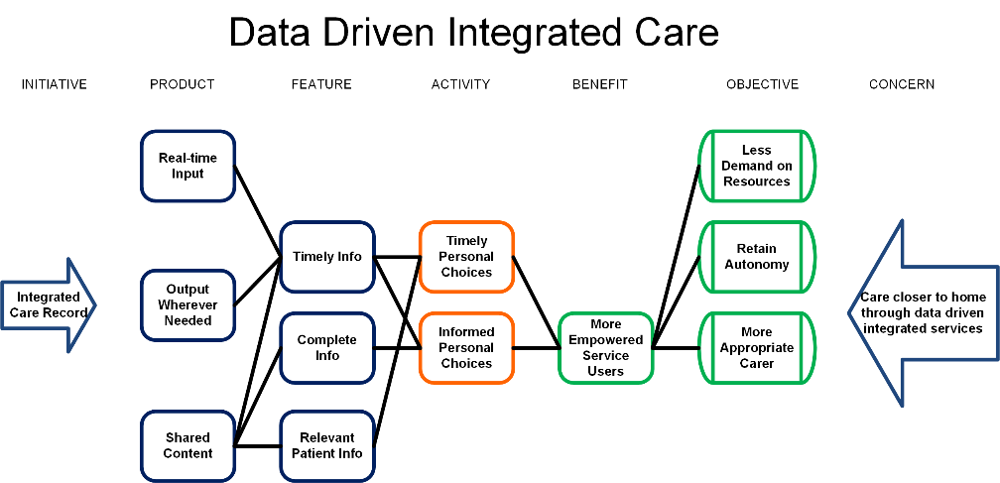 Data Driven Integrated Care
INITIATIVE
PRODUCT
FEATURE
ACTIVITY
BENEFIT
OBJECTIVE
CONCERN
Integrated
Care Record
Real-time
Input
Output
Wherever
Needed
Shared
Content
Timely Info
Complete
Info
Relevant
Patient Info
Timely
Personal
Choices
Informed
Personal
Choices
More
Empowered
Service
Users
Less
Demand on
Resources
Retain
Autonomy
More
Appropriate
Carer
Care closer to home
through data driven
integrated services